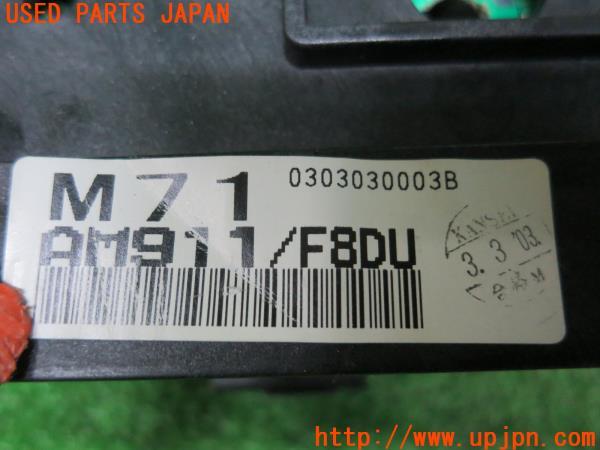 USED PARTS JAPAN
M71
0303030003B
AM911/F8DU
KANSEI
3. 3 '03.
http://www.upjpn.com/